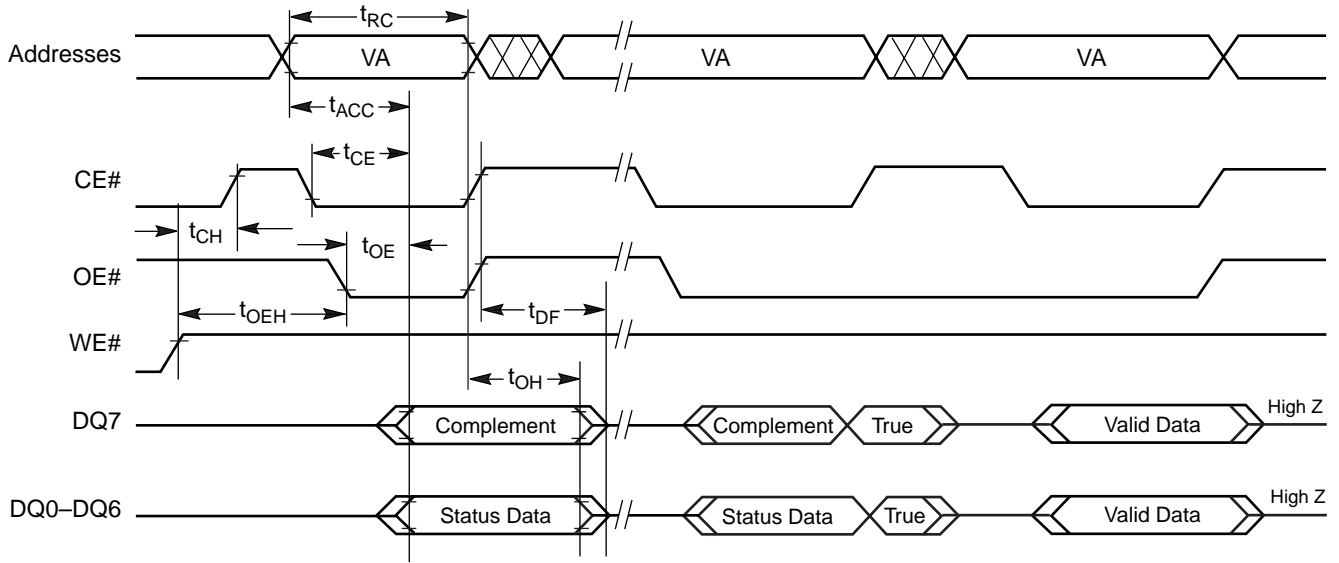 tRC
Addresses VA VA VA
tACC
tCE
CE#
tCH
tOE
OE#
tOEH
tDF
WE#
tOH
DQ7 Complement Complement True Valid Data High Z
DQ0–DQ6 Status Data Status Data True Valid Data High Z